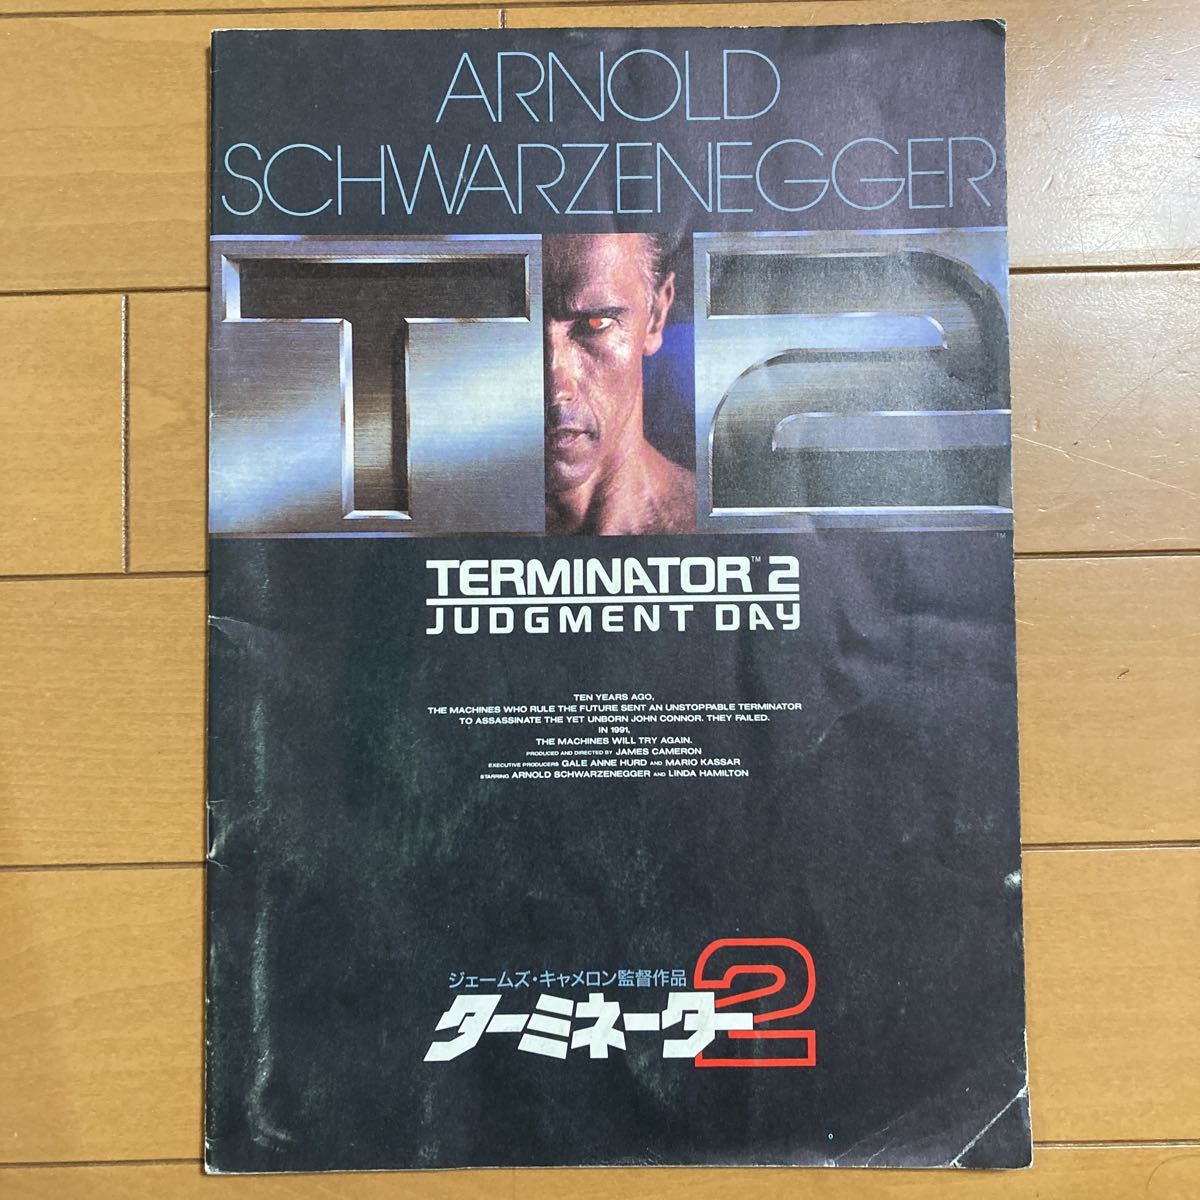 ARNOLD
SCHWARZENEGGER
T2
™
TERMINATOR™ 2
JUDGMENT DAY
TEN YEARS AGO,
THE MACHINES WHO RULE THE FUTURE SENT AN UNSTOPPABLE TERMINATOR
TO ASSASSINATE THE YET UNBORN JOHN CONNOR. THEY FAILED.
IN 1991,
THE MACHINES WILL TRY AGAIN.
PRODUCED AND DIRECTED BY JAMES CAMERON
EXECUTIVE PRODUCERS GALE ANNE HURD AND MARIO KASSAR
STARRING ARNOLD SCHWARZENEGGER AND LINDA HAMILTON
ジェームズ・キャメロン監督作品
ターミネーター2
0